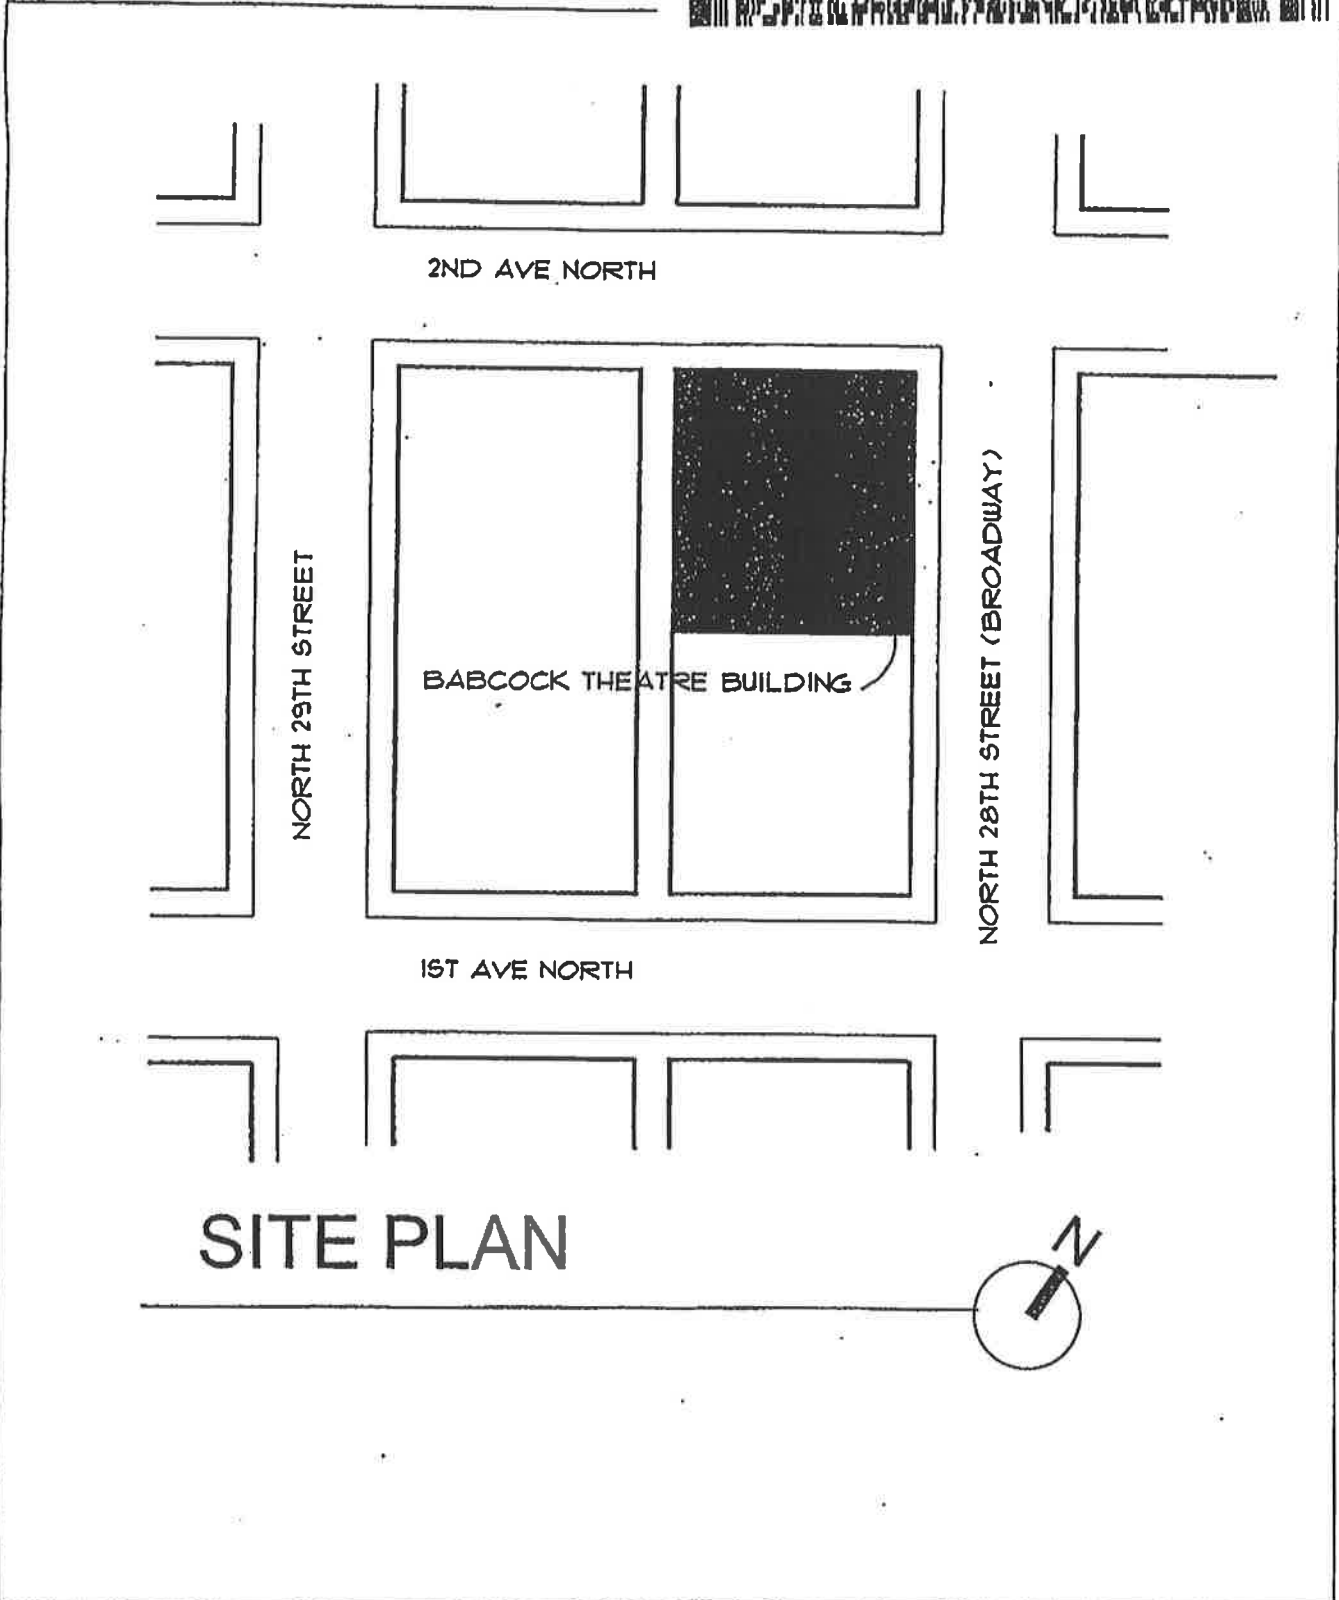 2ND AVE NORTH
NORTH 29TH STREET
BABCOCK THEATRE BUILDING
NORTH 28TH STREET (BROADWAY)
1ST AVE NORTH
SITE PLAN
N